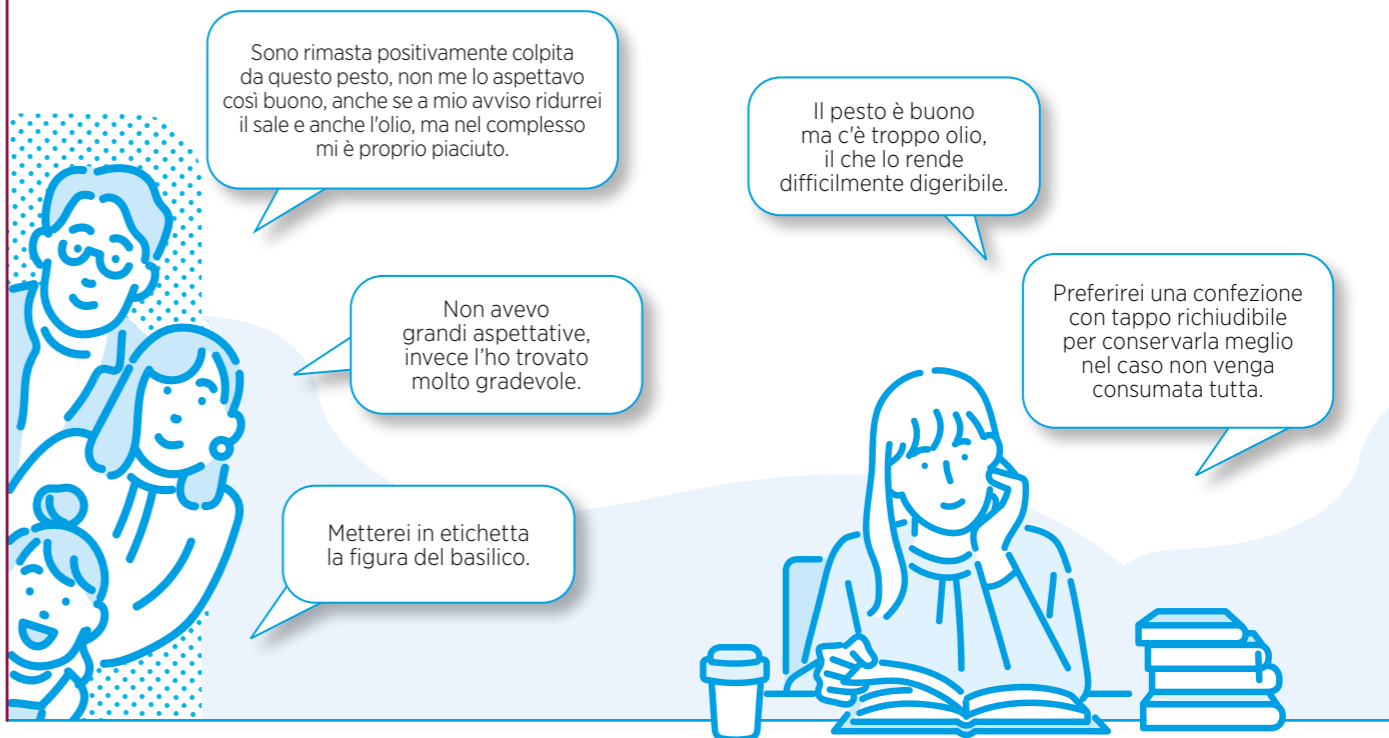 Sono rimasta positivamente colpita
da questo pesto, non me lo aspettavo
così buono, anche se a mio avviso ridurrei
il sale e anche l'olio, ma nel complesso
mi è proprio piaciuto.
Non avevo
grandi aspettative,
invece l’ho trovato
molto gradevole.
Metterei in etichetta
la figura del basilico.
Il pesto è buono
ma c'è troppo olio,
il che lo rende
difficilmente digeribile.
Preferirei una confezione
con tappo richiudibile
per conservarla meglio
nel caso non venga
consumata tutta.